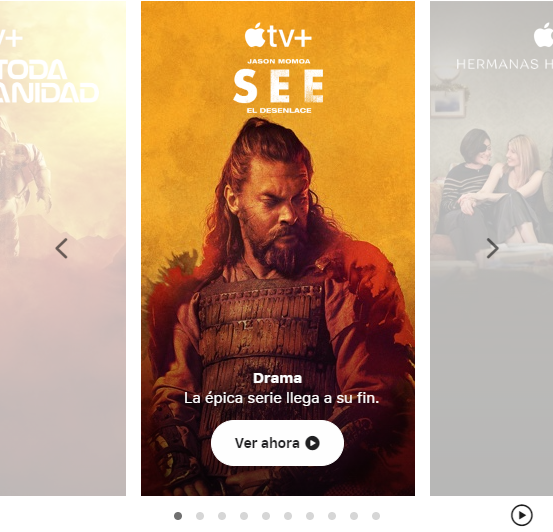 tv+
TODA
ANIDAD
tv+
JASON MOMOA
SEE
EL DESENLACE
Drama
La épica serie llega a su fin.
Ver ahora
HERMANAS H